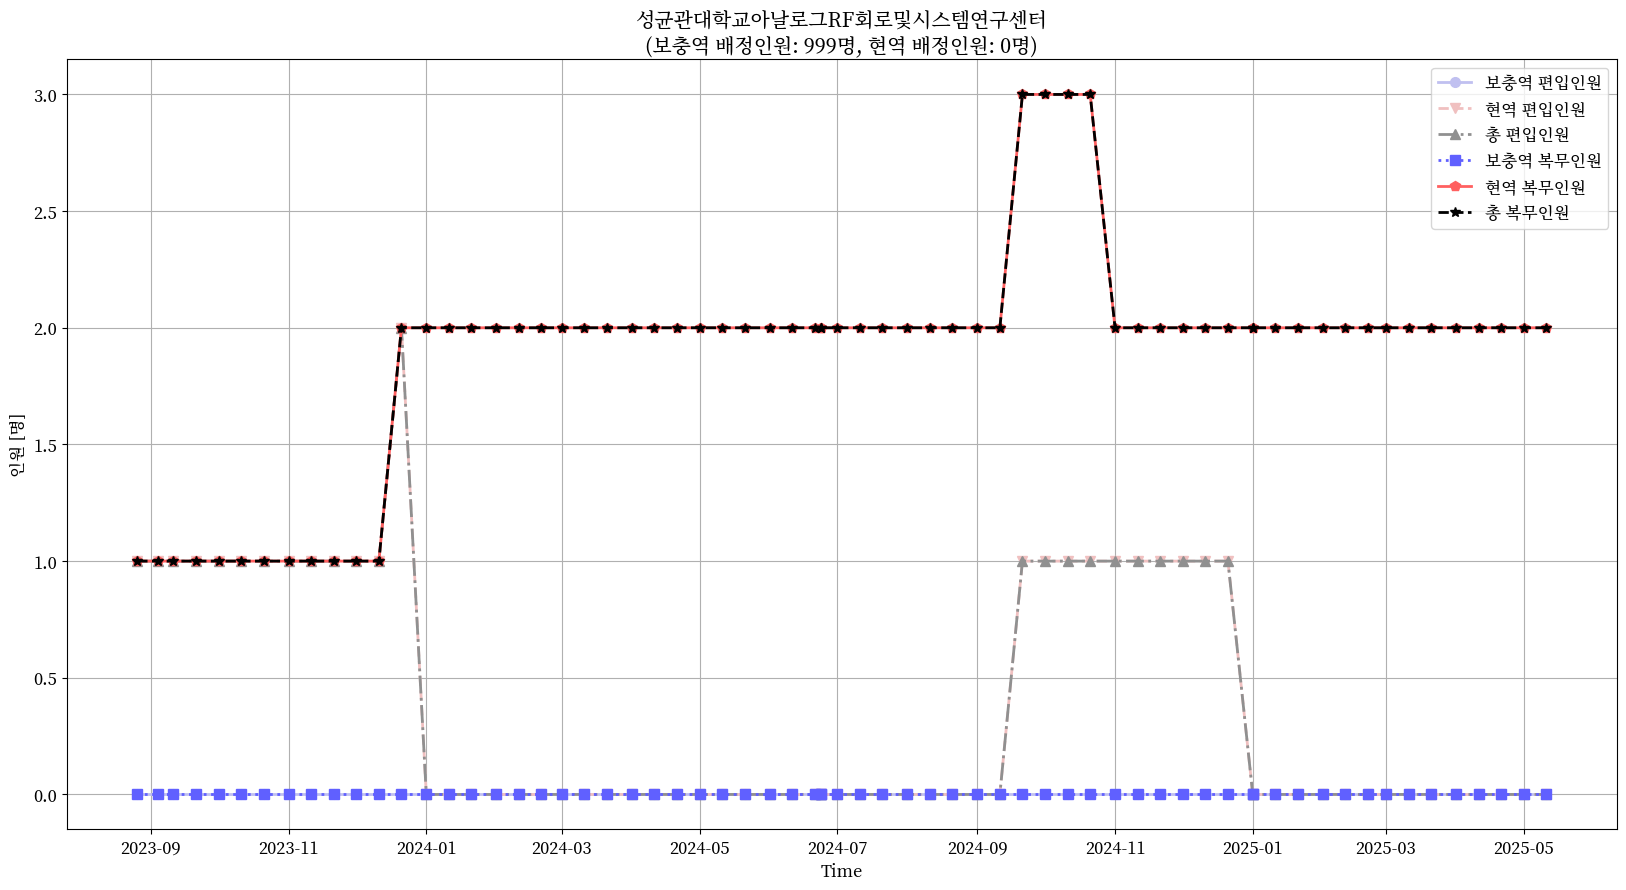 성균관대학교아날로그RF회로및시스템연구센터
(보충역 배정인원: 999명, 현역 배정인원: 0명)
보충역 편입인원
현역 편입인원
총 편입인원
보충역 복무인원
현역 복무인원
총 복무인원
인원 [명]
3.0
2.5
2.0
1.5
1.0
0.5
0.0
2023-09
2023-11
2024-01
2024-03
2024-05
2024-07
2024-09
2024-11
2025-01
2025-03
2025-05
Time